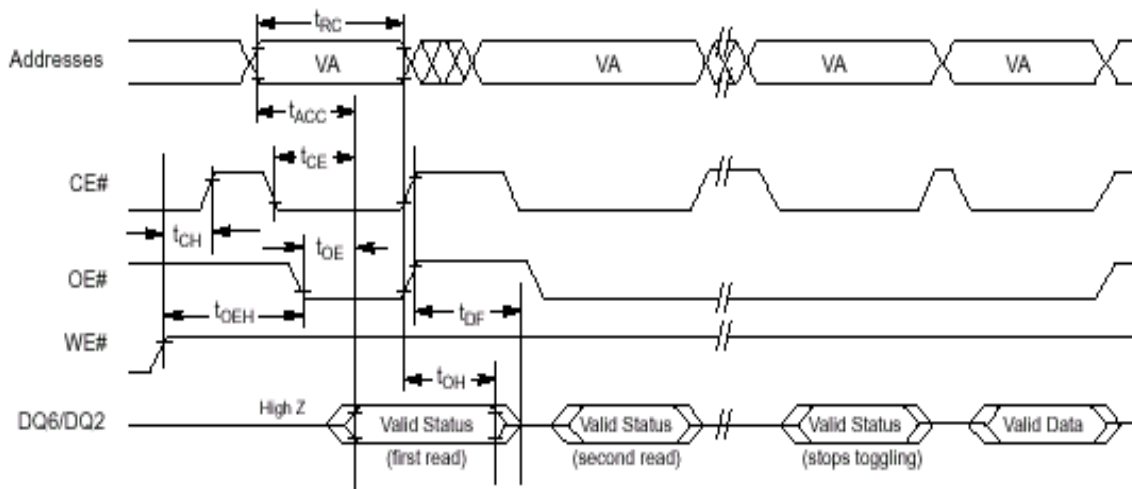 tRC
Addresses VA VA VA VA
tACC
tCE
CE#
tCH tOE
OE#
tOEH tDF
WE#
tOH
High Z
DQ6/DQ2 Valid Status Valid Status Valid Status Valid Data
(first read) (second read) (stops toggling)